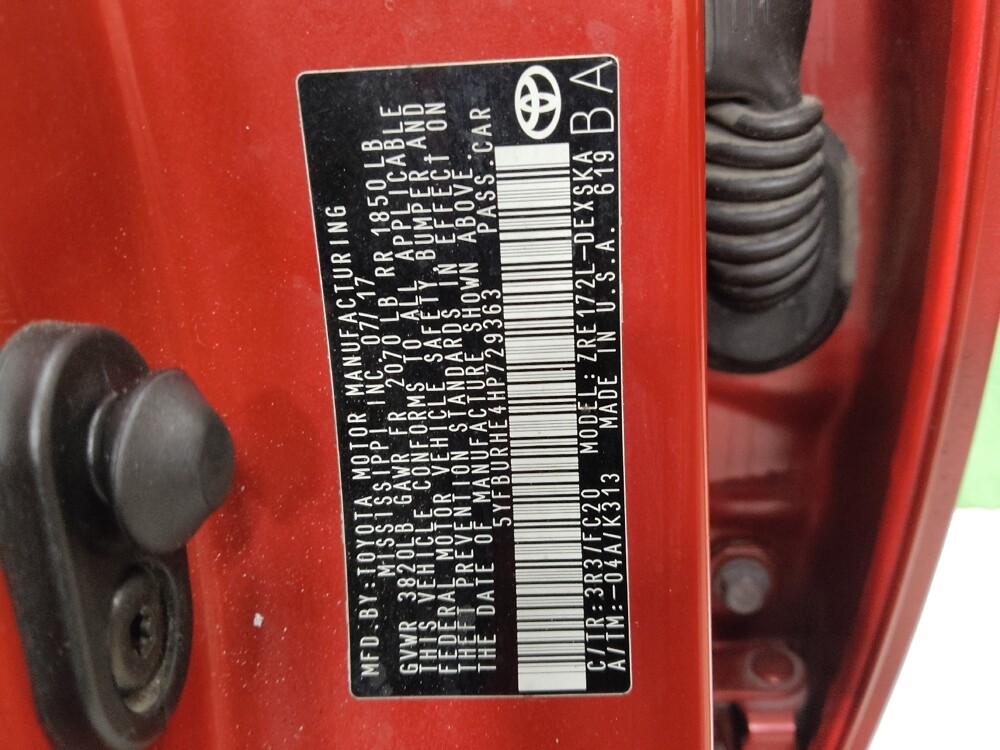 MFD.BY:TOYOTA MOTOR MANUFACTURING
MISSISSIPPI INC. 07/17
GVWR 3820LB GAWR FR 2070 LB RR 1850LB
THIS VEHICLE CONFORMS TO ALL APPLICABLE
FEDERAL MOTOR VEHICLE SAFETY,BUMPER,AND
THEFT PREVENTION STANDARDS IN EFFECT ON
THE DATE OF MANUFACTURE SHOWN ABOVE.
5YFBURHE4HP729363 PASS.CAR
C/TR:3R3/FC20 MODEL:ZRE172L-DEXSKA
A/TM:-04A/K313 MADE IN U.S.A. 619
BA